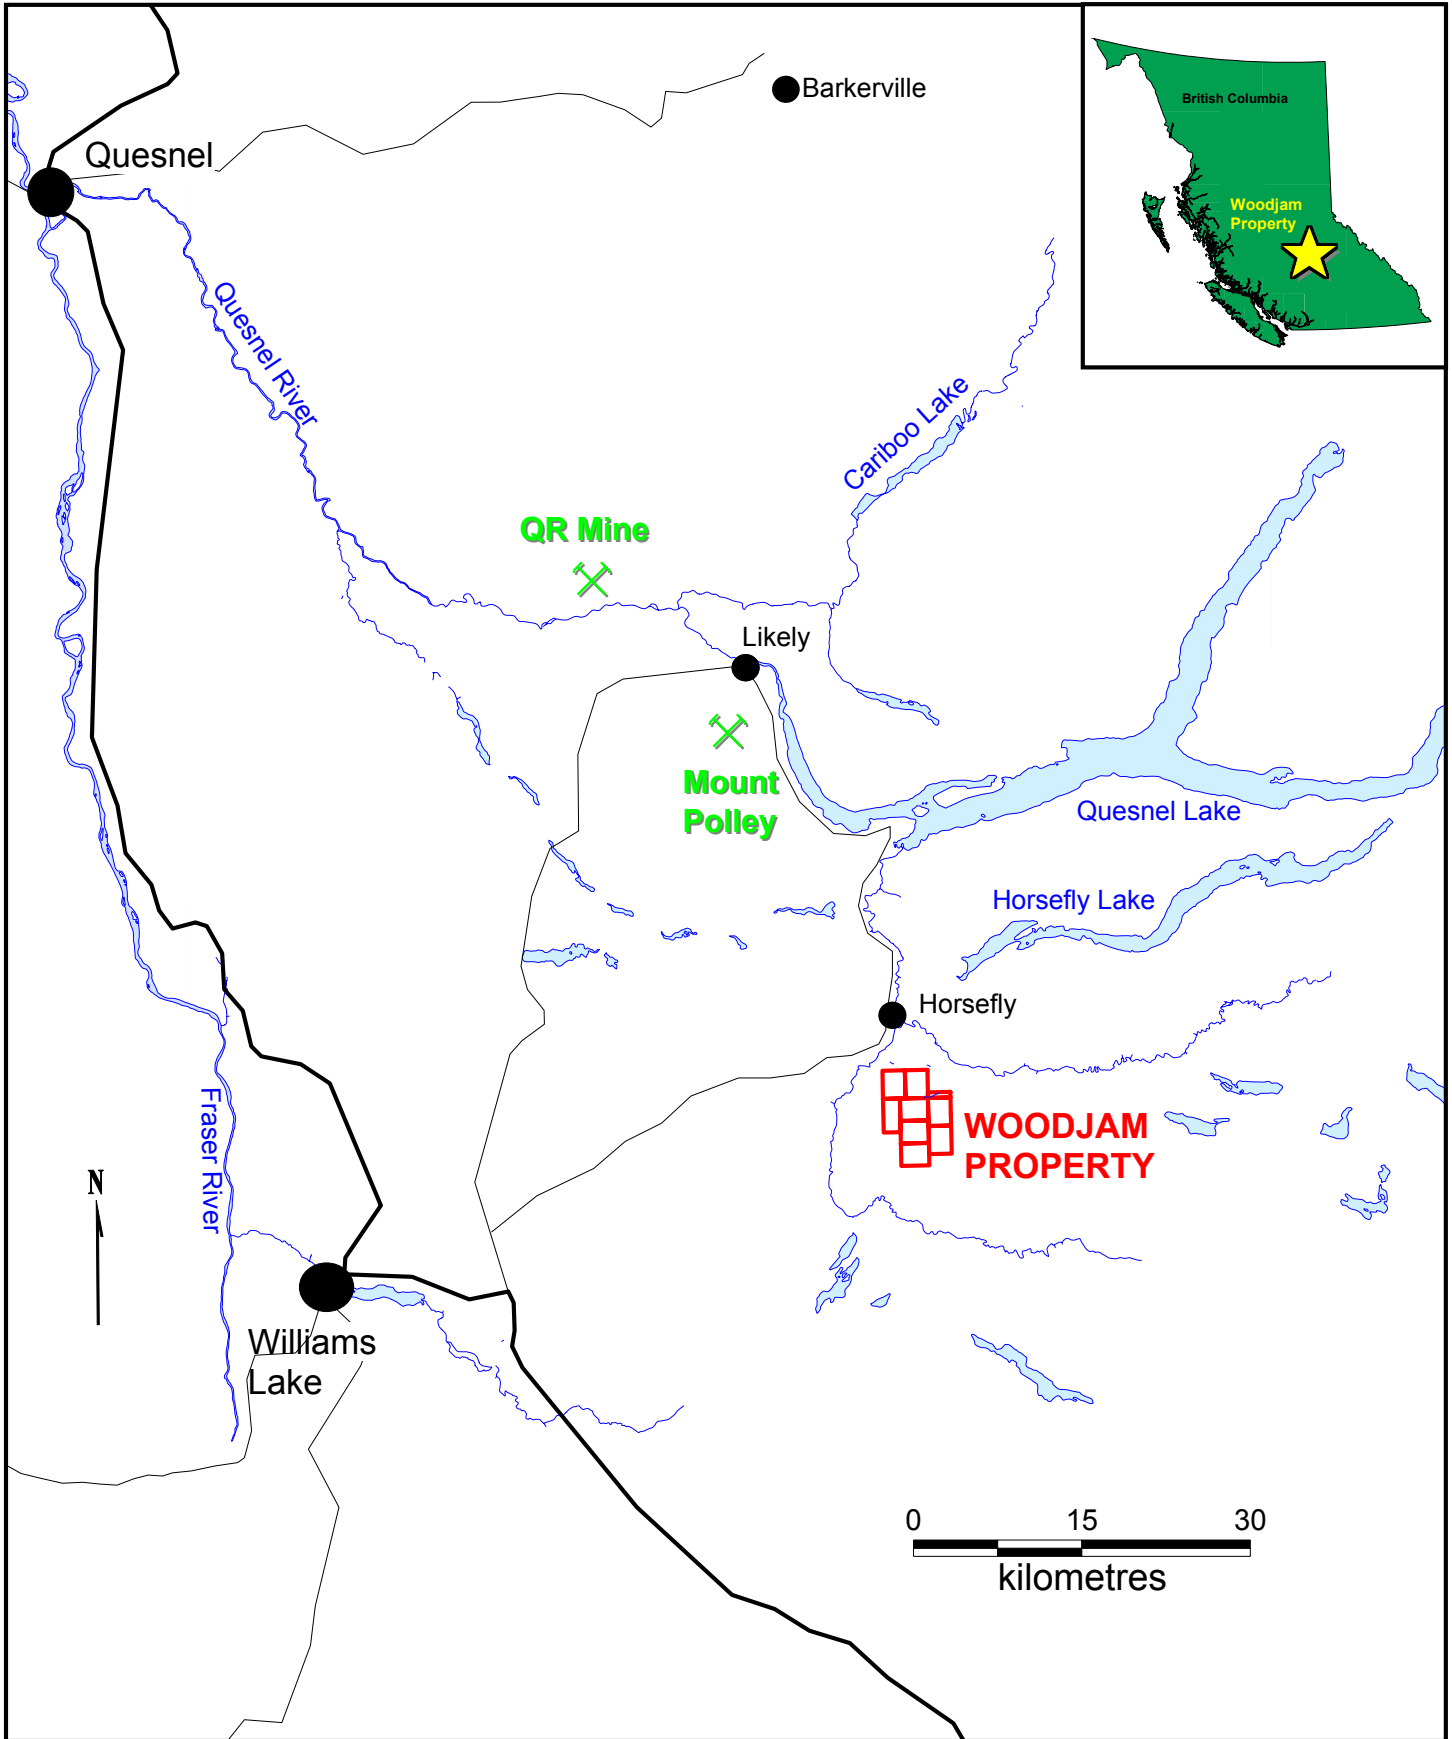 Barkerville
British Columbia
Quesnel
Woodjam
Property
Quesnel River
Cariboo Lake
QR Mine
Likely
Mount
Polley
Quesnel Lake
Horsefly Lake
Horsefly
WOODJAM
PROPERTY
Fraser River
N
Williams
Lake
0 15 30
kilometres